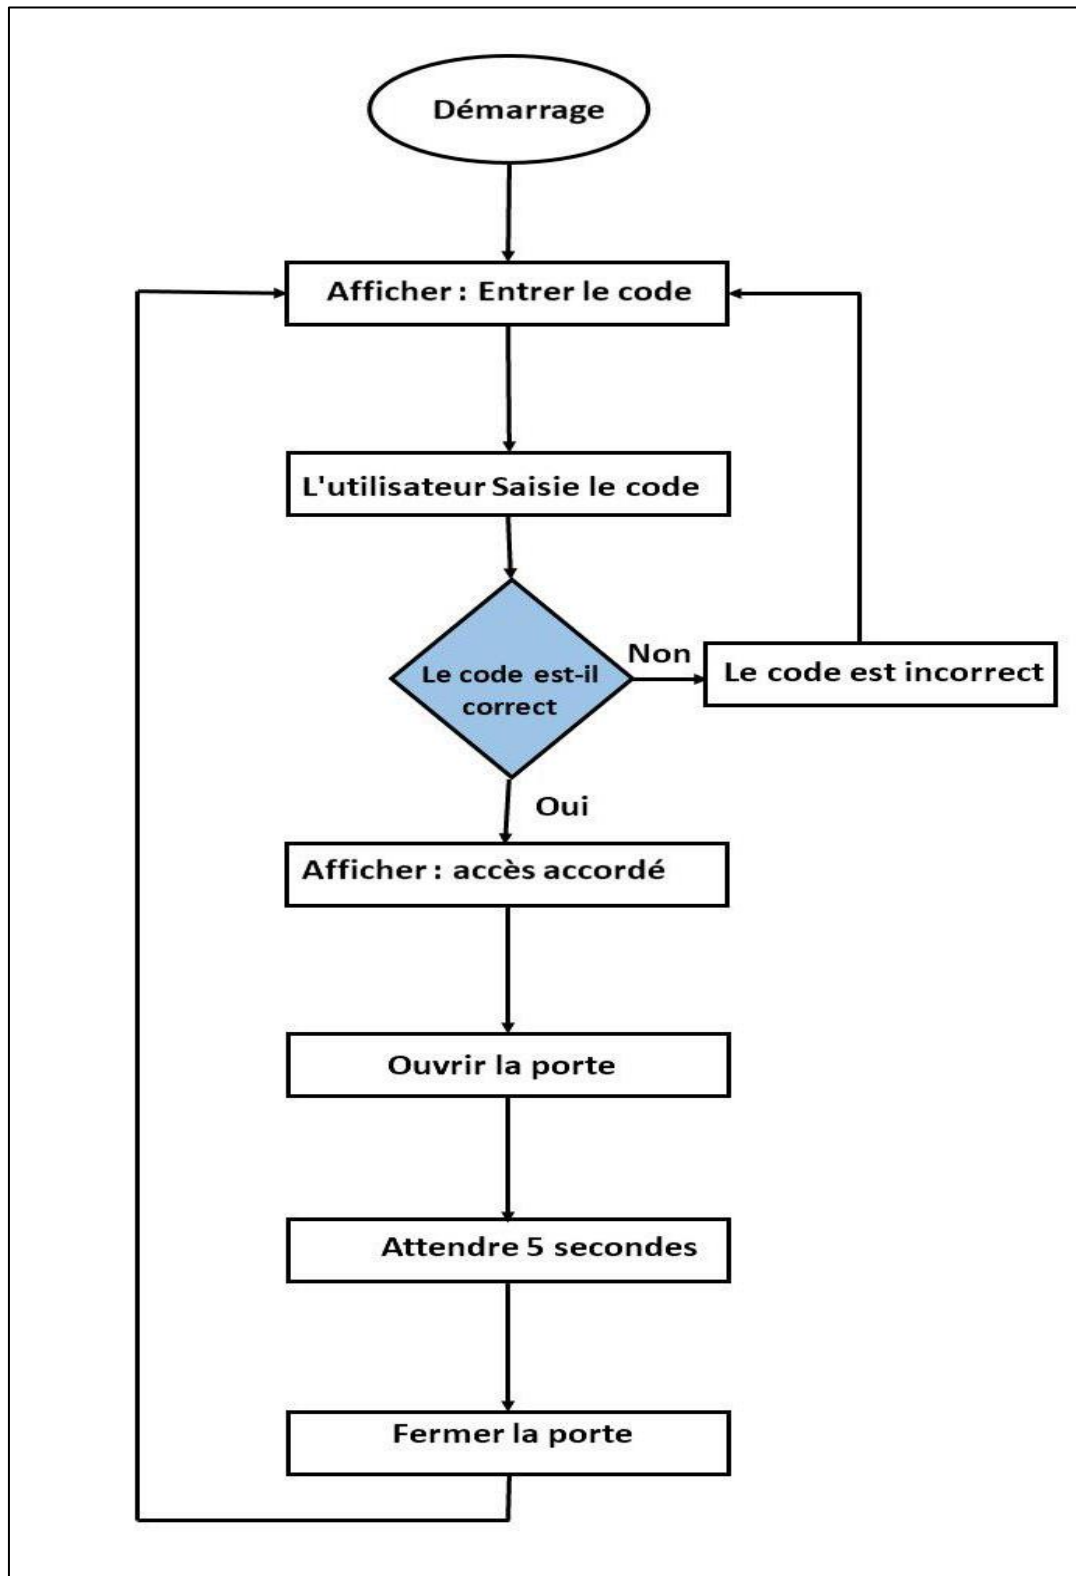 Démarrage
Afficher : Entrer le code
L'utilisateur Saisie le code
Le code est-il
correct
Non
Le code est incorrect
Oui
Afficher : accès accordé
Ouvrir la porte
Attendre 5 secondes
Fermer la porte